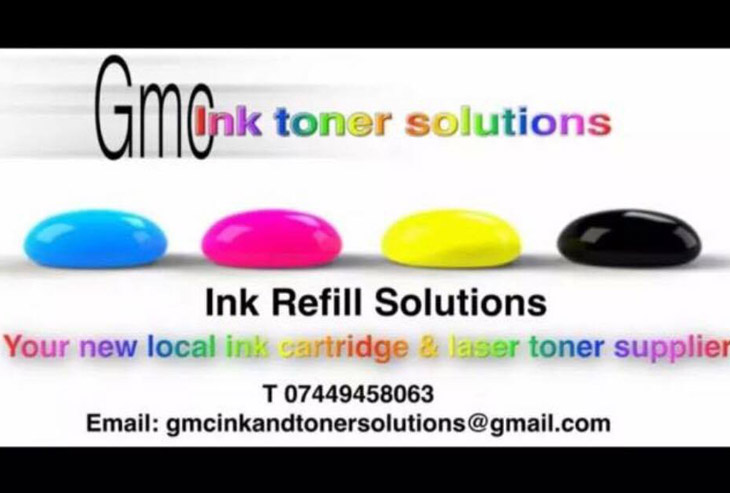 Gmc Ink toner solutions
Ink Refill Solutions
Your new local ink cartridge & laser toner supplier
T 07449458063
Email: gmcinkandtonersolutions@gmail.com